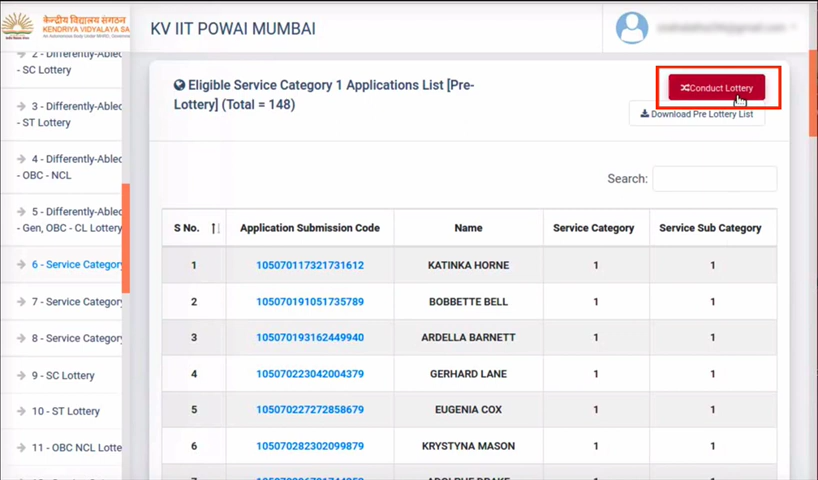 केन्द्रीय विद्यालय संगठन
KENDRIYA VIDYALAYA SA
KV IIT POWAI MUMBAI
2 - Differently-Abled
- SC Lottery
3 - Differently-Abled
- ST Lottery
4 - Differently-Abled
- OBC - NCL
5 - Differently-Abled
- Gen, OBC - CL Lottery
6 - Service Category
7 - Service Category
8 - Service Category
9 - SC Lottery
10 - ST Lottery
11 - OBC NCL Lotte
Eligible Service Category 1 Applications List [Pre-
Lottery] (Total = 148)
Conduct Lottery
Download Pre Lottery List
Search:
S No. Application Submission Code Name Service Category Service Sub Category
1 105070117321731612 KATINKA HORNE 1 1
2 105070191051735789 BOBBETTE BELL 1 1
3 105070193162449940 ARDELLA BARNETT 1 1
4 105070223042004379 GERHARD LANE 1 1
5 105070227272858679 EUGENIA COX 1 1
6 105070282302099879 KRYSTYNA MASON 1 1